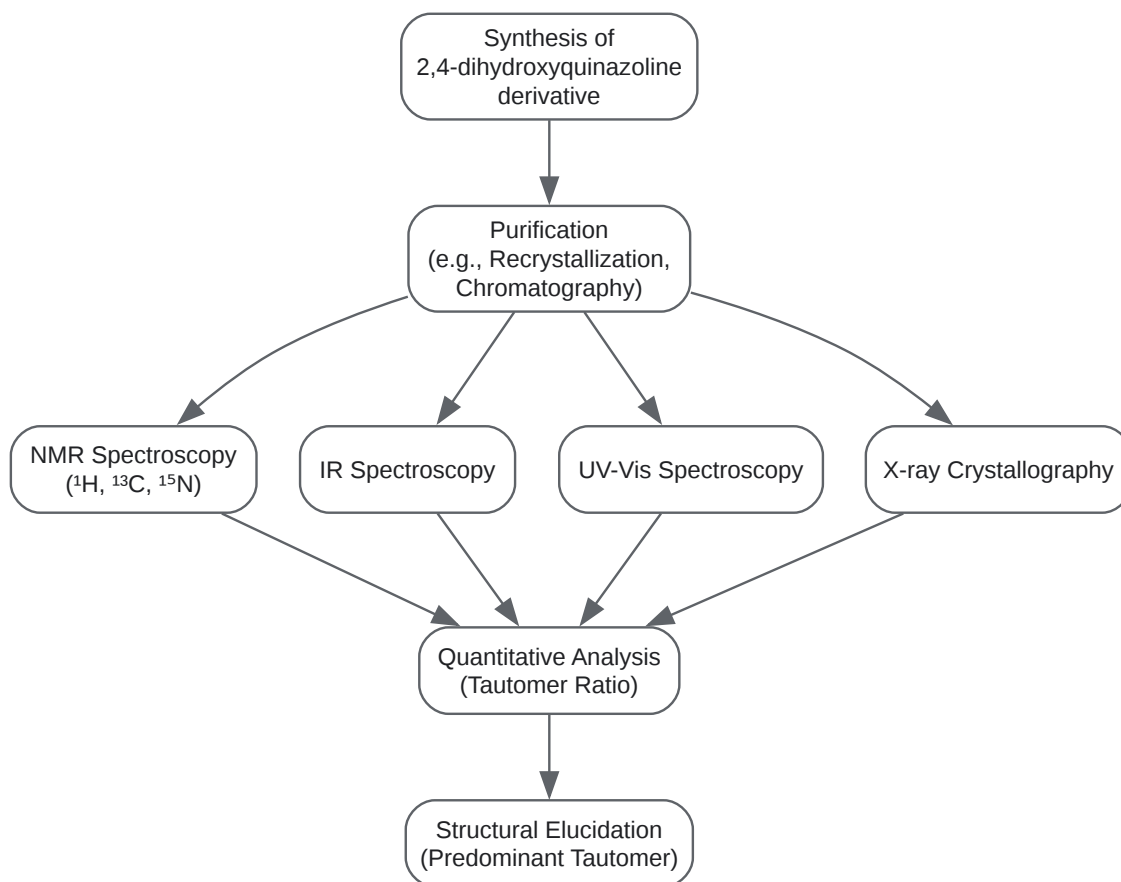 Synthesis of
2,4-dihydroxyquinazoline
derivative
Purification
(e.g., Recrystallization,
Chromatography)
NMR Spectroscopy
(¹H, ¹³C, ¹⁵N)
IR Spectroscopy
UV-Vis Spectroscopy
X-ray Crystallography
Quantitative Analysis
(Tautomer Ratio)
Structural Elucidation
(Predominant Tautomer)